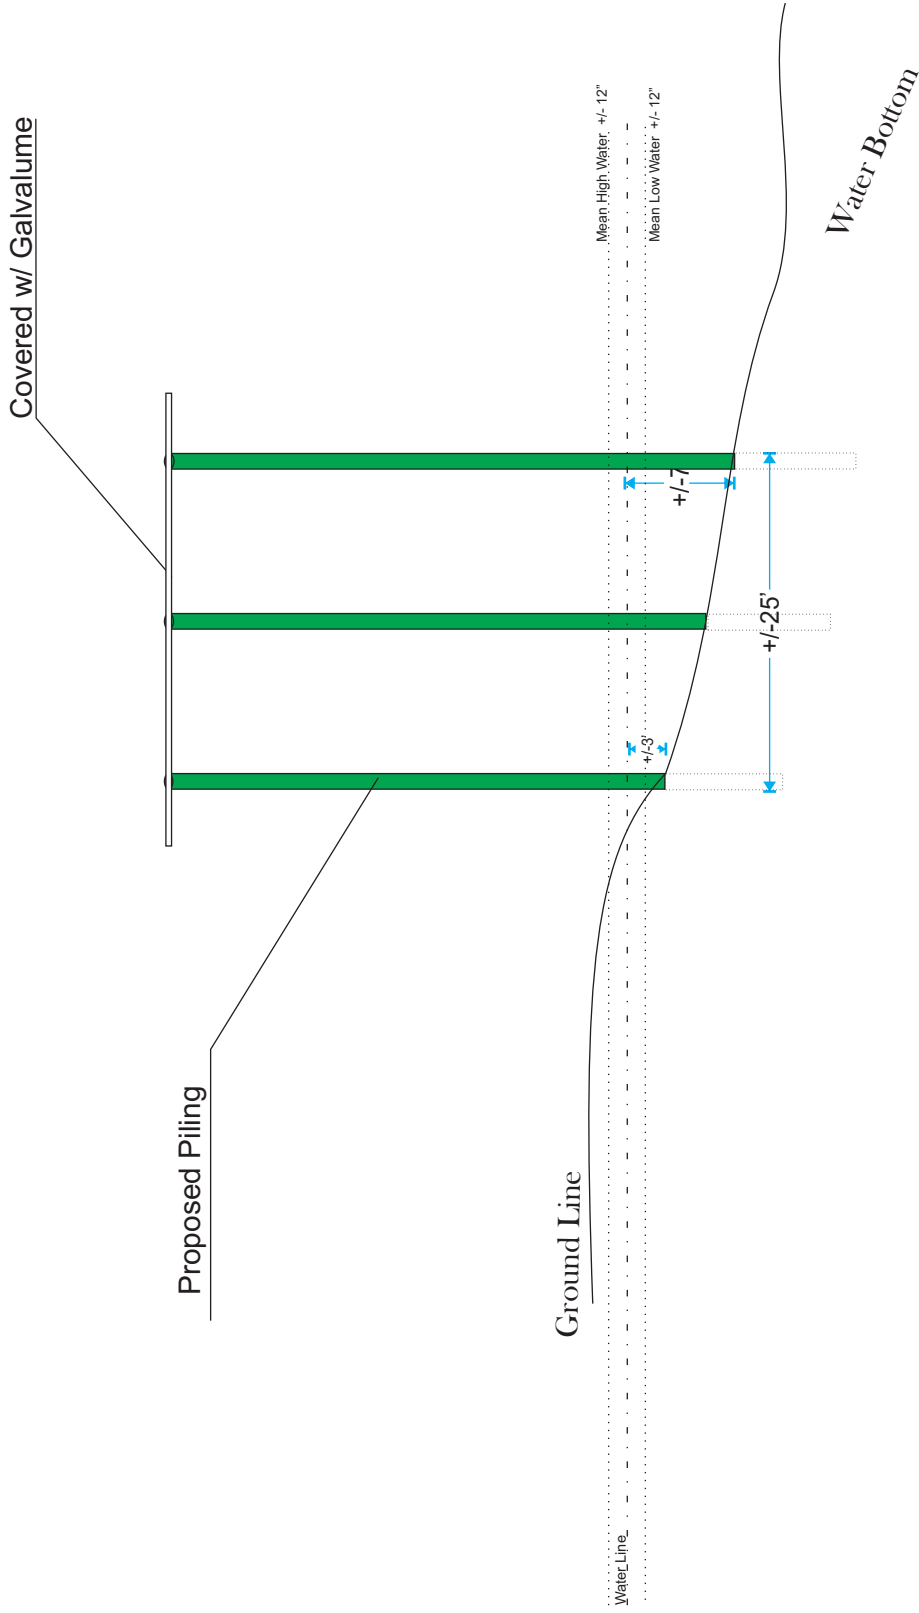 Covered w/ Galvalume
Proposed Piling
Mean High Water  +/- 12"
Mean Low Water  +/- 12"
Water Line
Ground Line
+/-3'
+/-7
+/-25'
Water Bottom